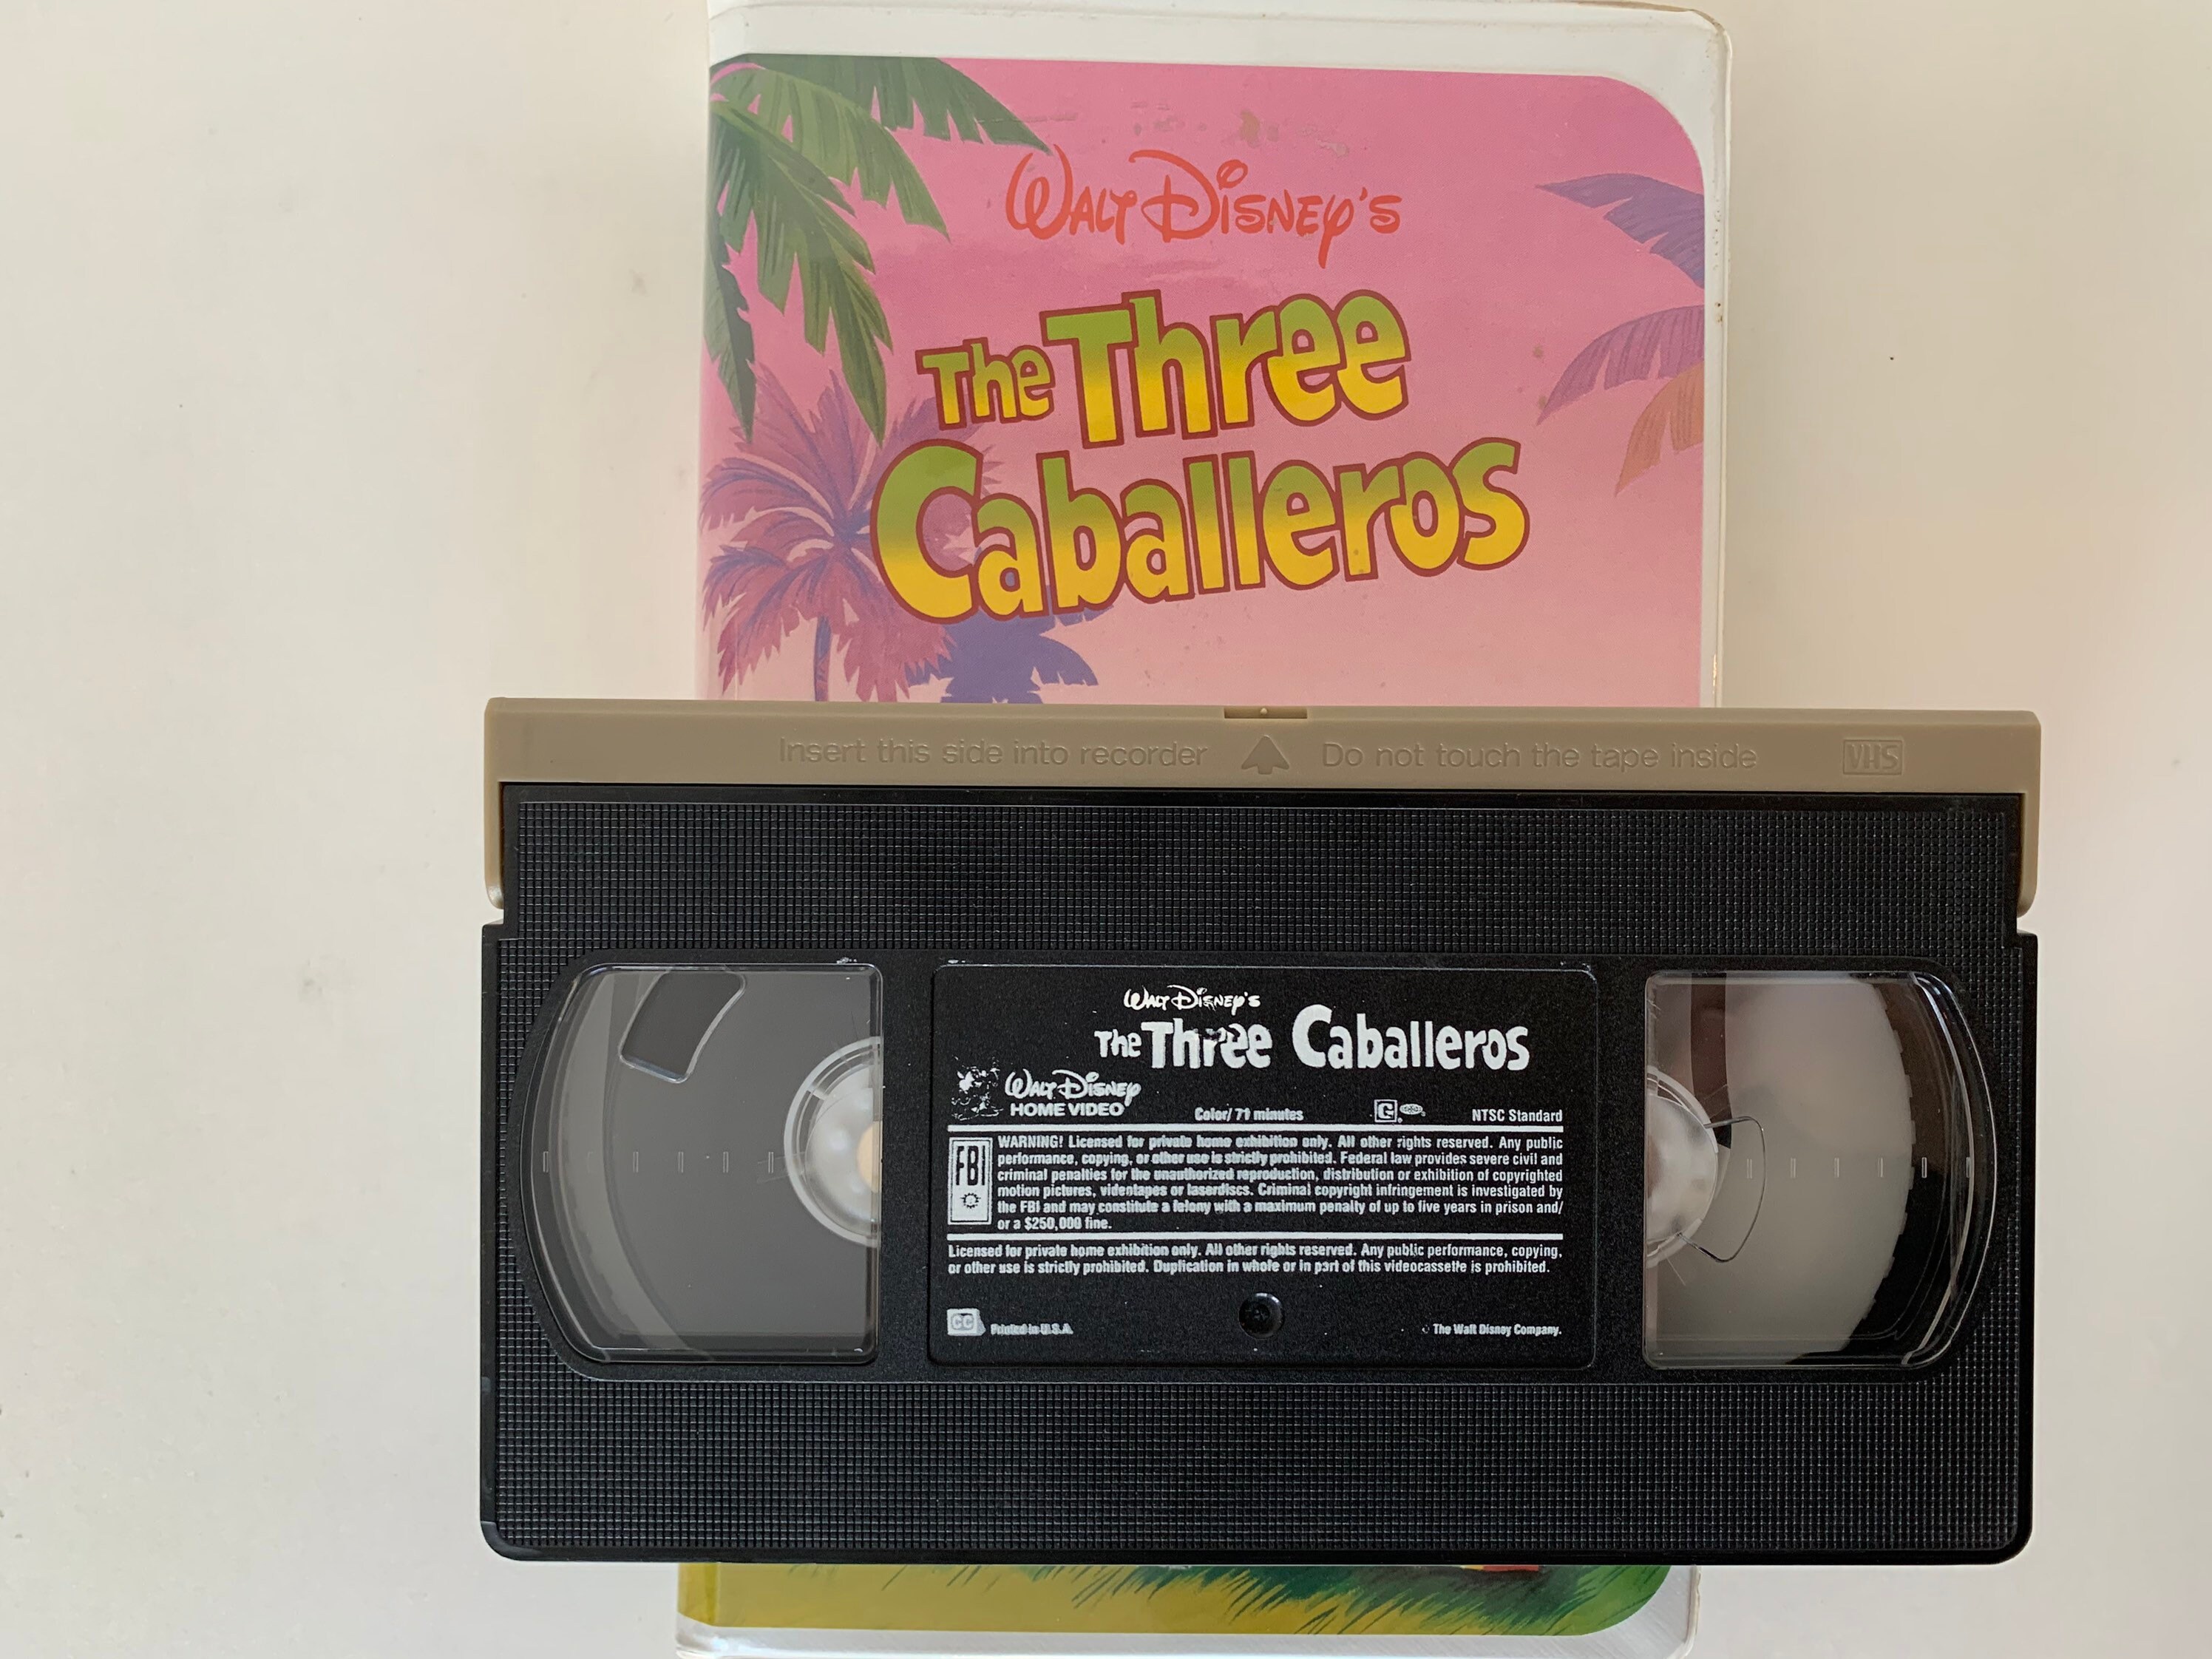 WALT DISNEY'S
The Three
Caballeros
Insert this side into recorder Do not touch the tape inside VHS
WALT DISNEY'S
The Three Caballeros
WALT DISNEY
HOME VIDEO
Color/ 71 minutes G NTSC Standard
FBI
WARNING! Licensed for private home exhibition only. All other rights reserved. Any public
performance, copying, or other use is strictly prohibited. Federal law provides severe civil and
criminal penalties for the unauthorized reproduction, distribution or exhibition of copyrighted
motion pictures, videotapes or laserdiscs. Criminal copyright infringement is investigated by
the FBI and may constitute a felony with a maximum penalty of up to five years in prison and/
or a $250,000 fine.
Licensed for private home exhibition only. All other rights reserved. Any public performance, copying,
or other use is strictly prohibited. Duplication in whole or in part of this videocassette is prohibited.
CC Printed in U.S.A. The Walt Disney Company.